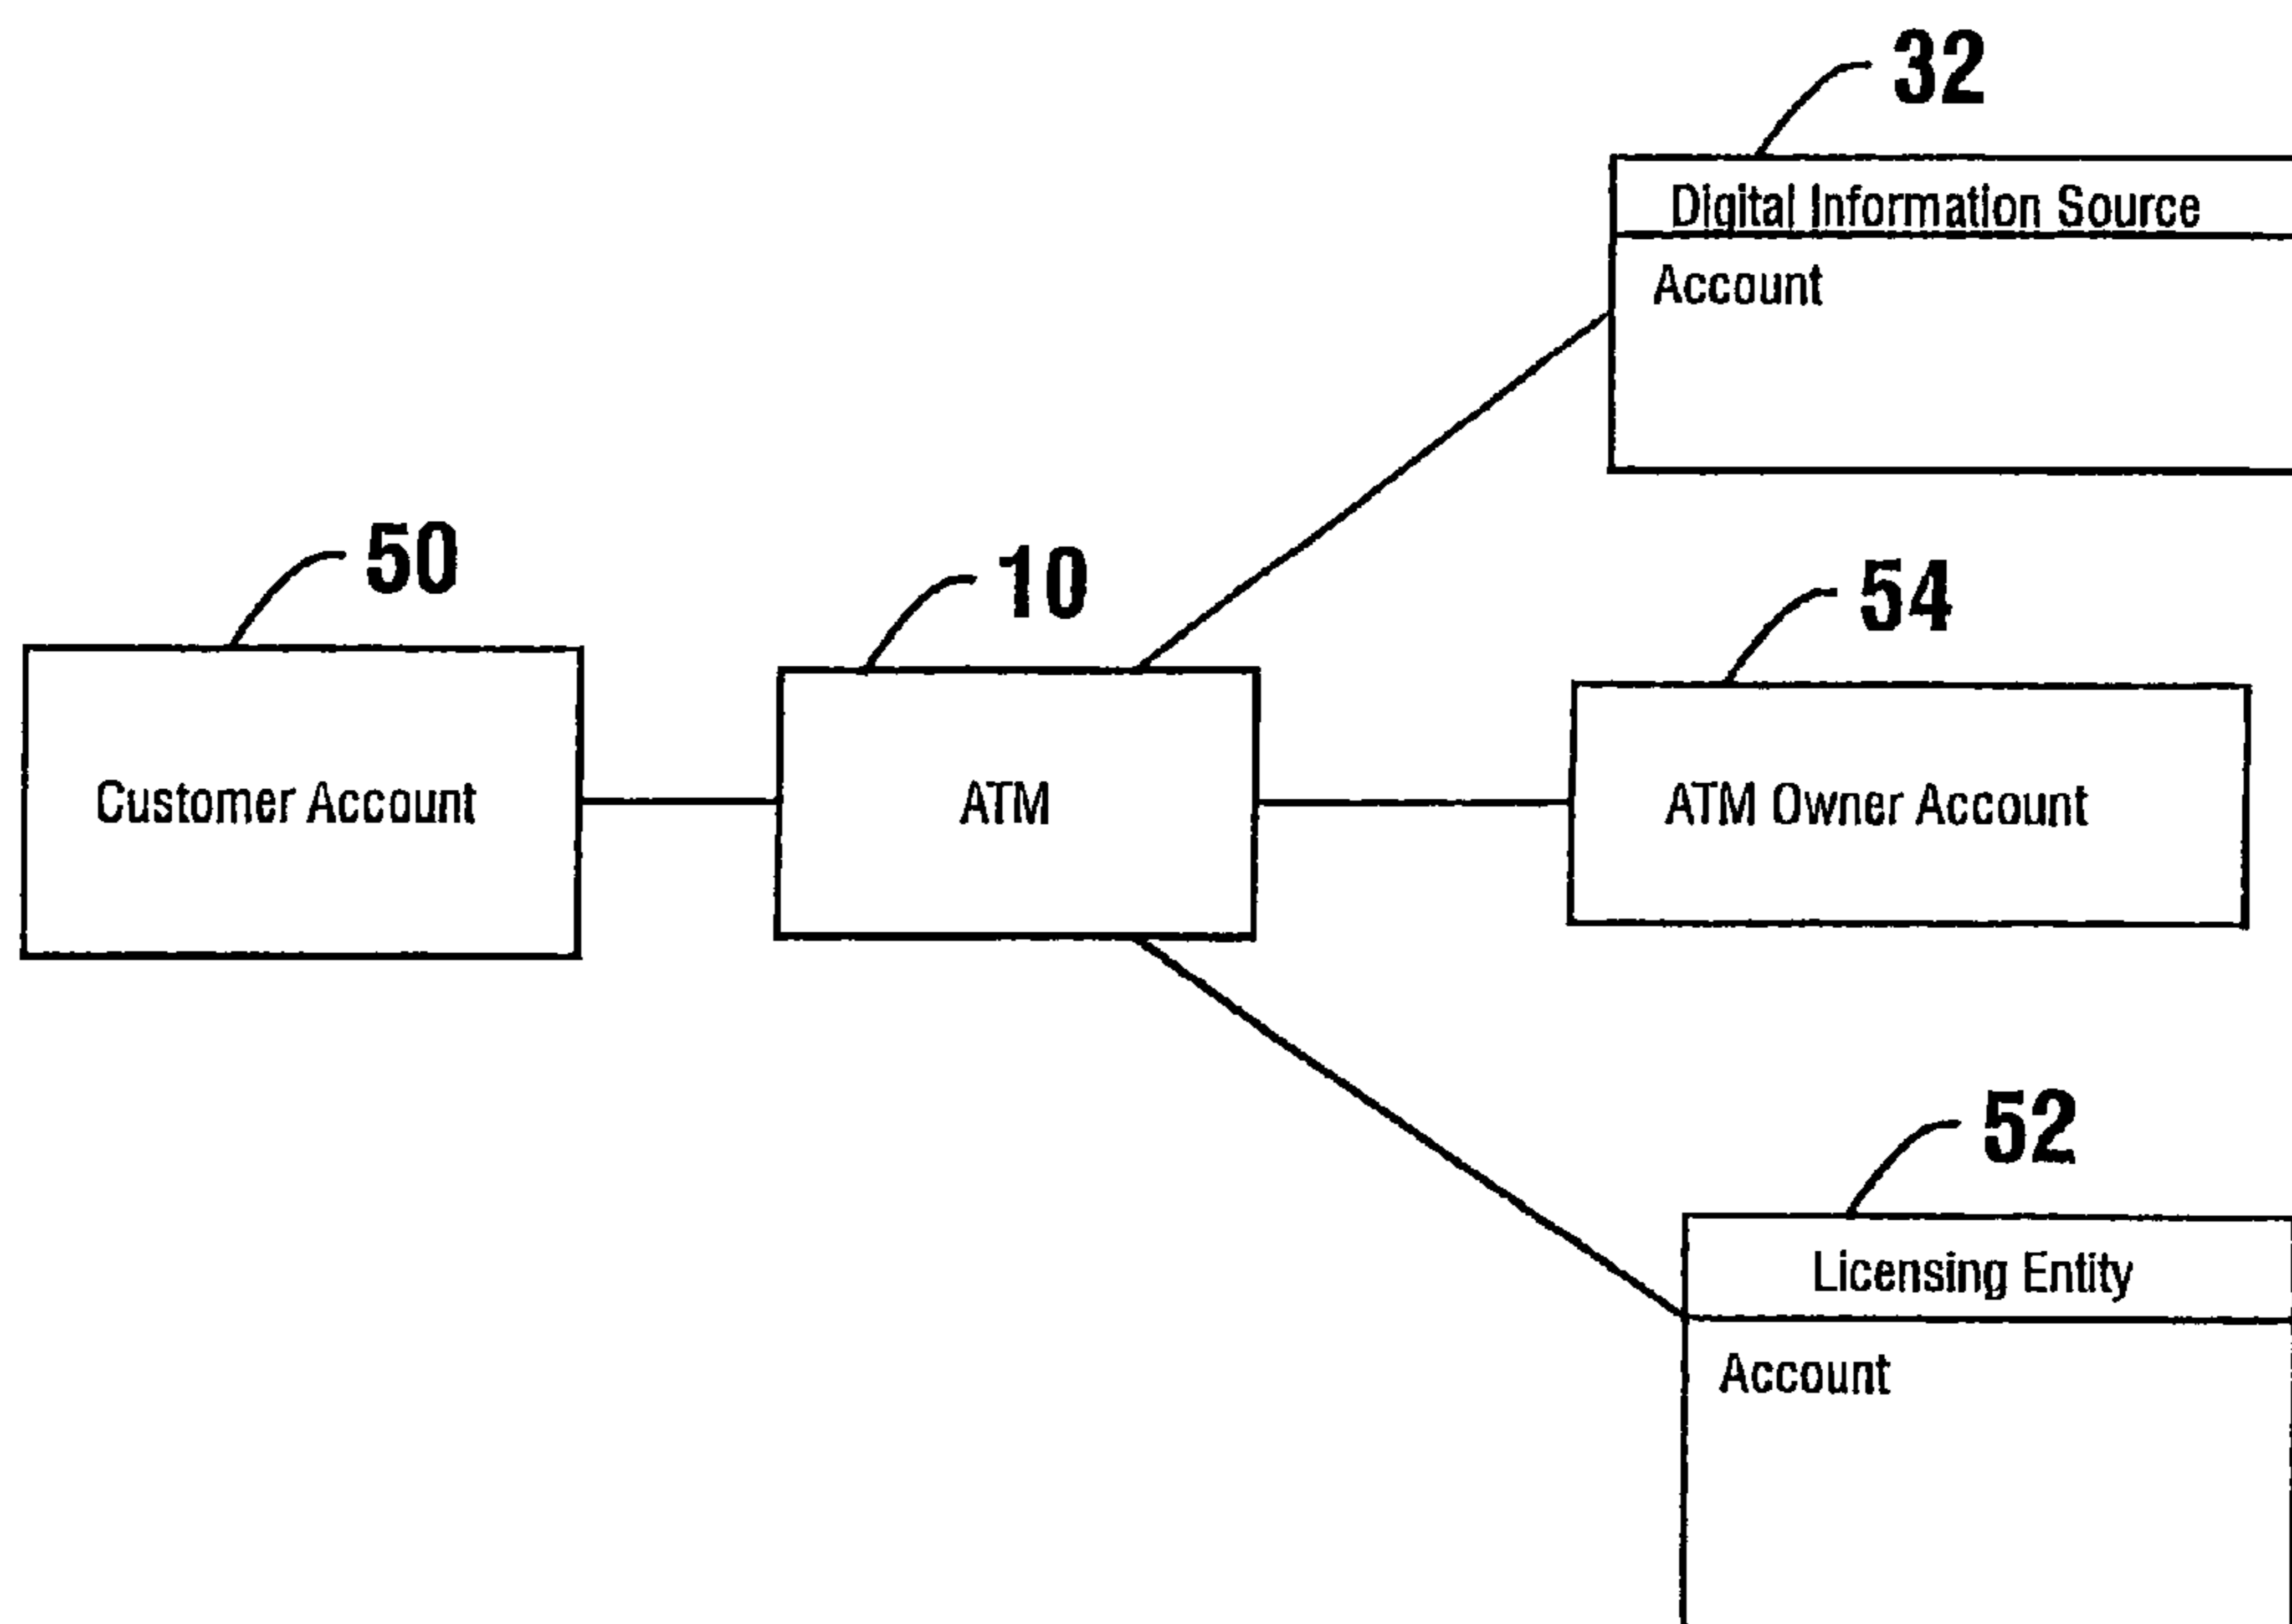 32
Digital Information Source
Account
50
10
54
Customer Account
ATM
ATM Owner Account
52
Licensing Entity
Account